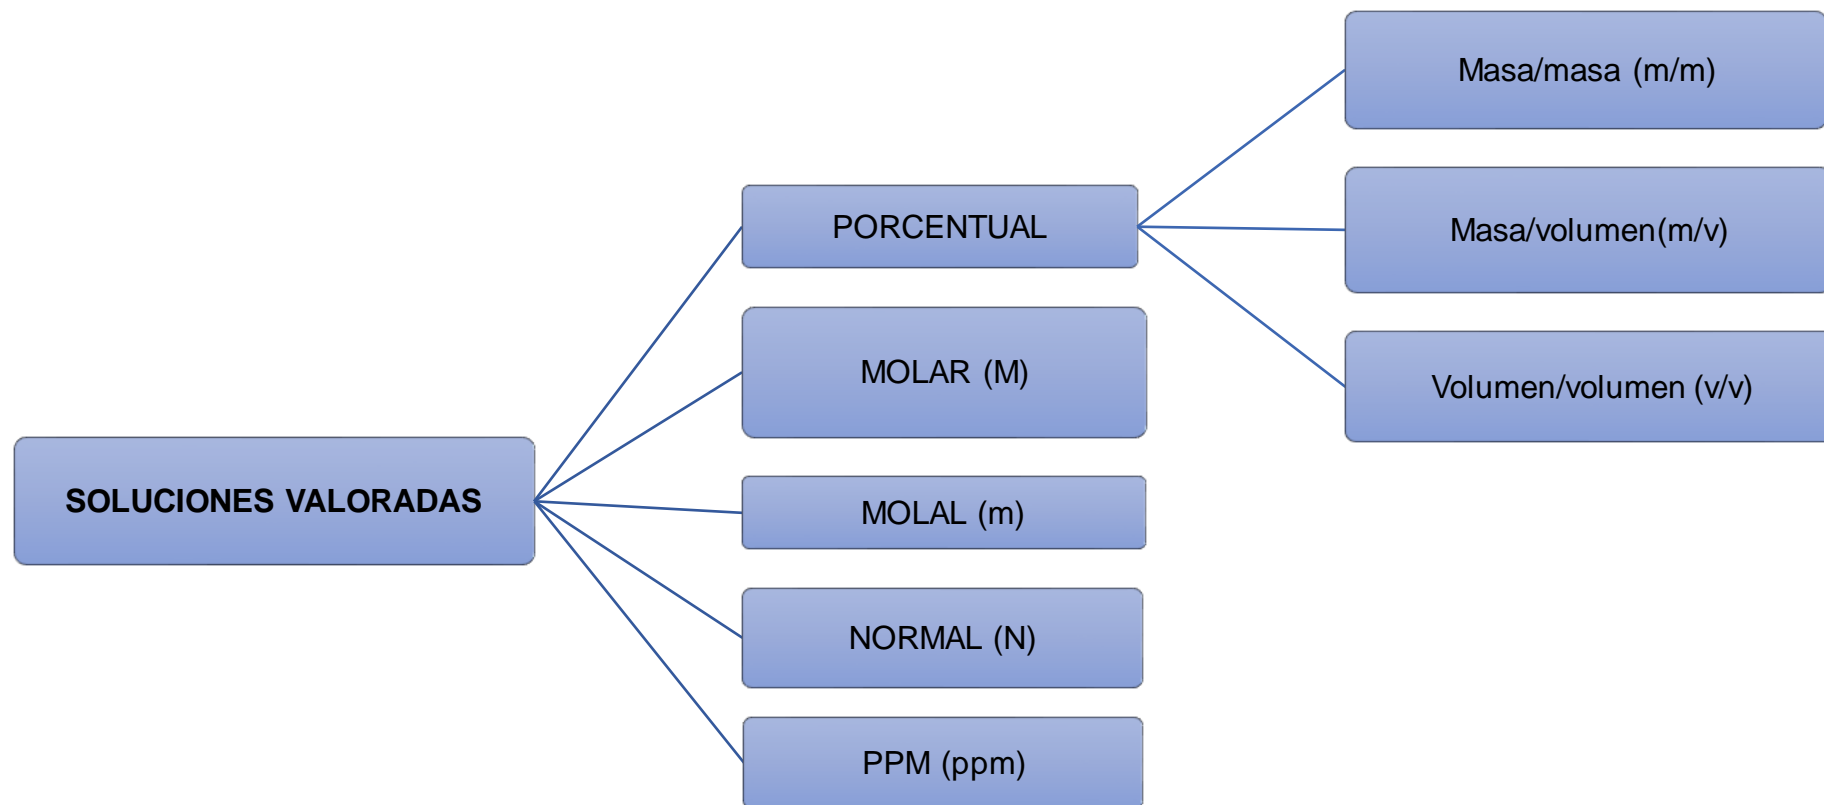 SOLUCIONES VALORADAS
PORCENTUAL
MOLAR (M)
MOLAL (m)
NORMAL (N)
PPM (ppm)
Masa/masa (m/m)
Masa/volumen(m/v)
Volumen/volumen (v/v)